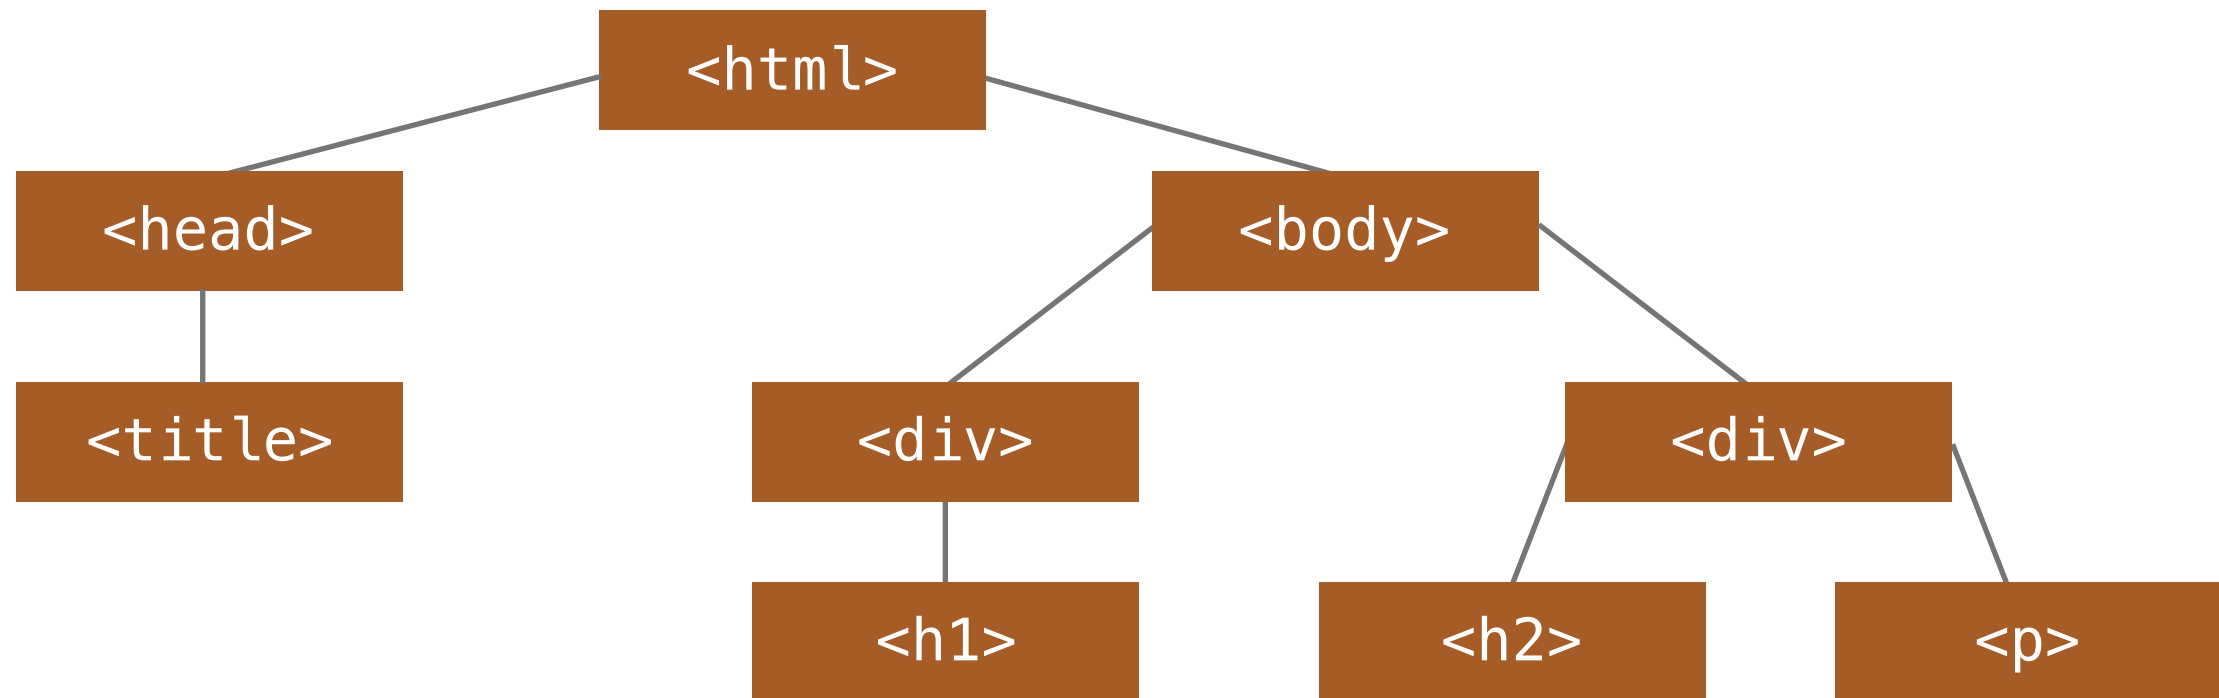 <html>
<head>
<body>
<title>
<div>
<div>
<h1>
<h2>
<p>